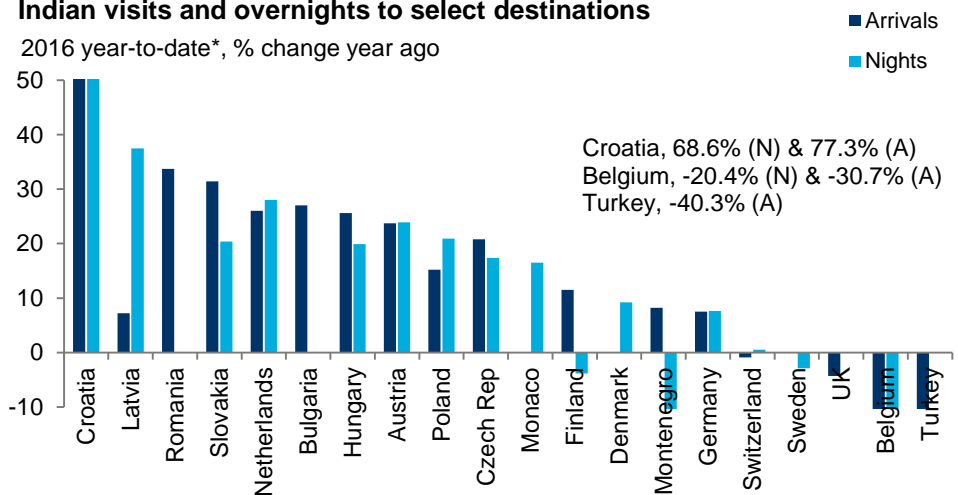 Indian visits and overnights to select destinations
2016 year-to-date*, % change year ago
Arrivals
Nights
50
40
30
20
10
0
-10
Croatia, 68.6% (N) & 77.3% (A)
Belgium, -20.4% (N) & -30.7% (A)
Turkey, -40.3% (A)
Croatia
Latvia
Romania
Slovakia
Netherlands
Bulgaria
Hungary
Austria
Poland
Czech Rep
Monaco
Finland
Denmark
Montenegro
Germany
Switzerland
Sweden
UK
Belgium
Turkey